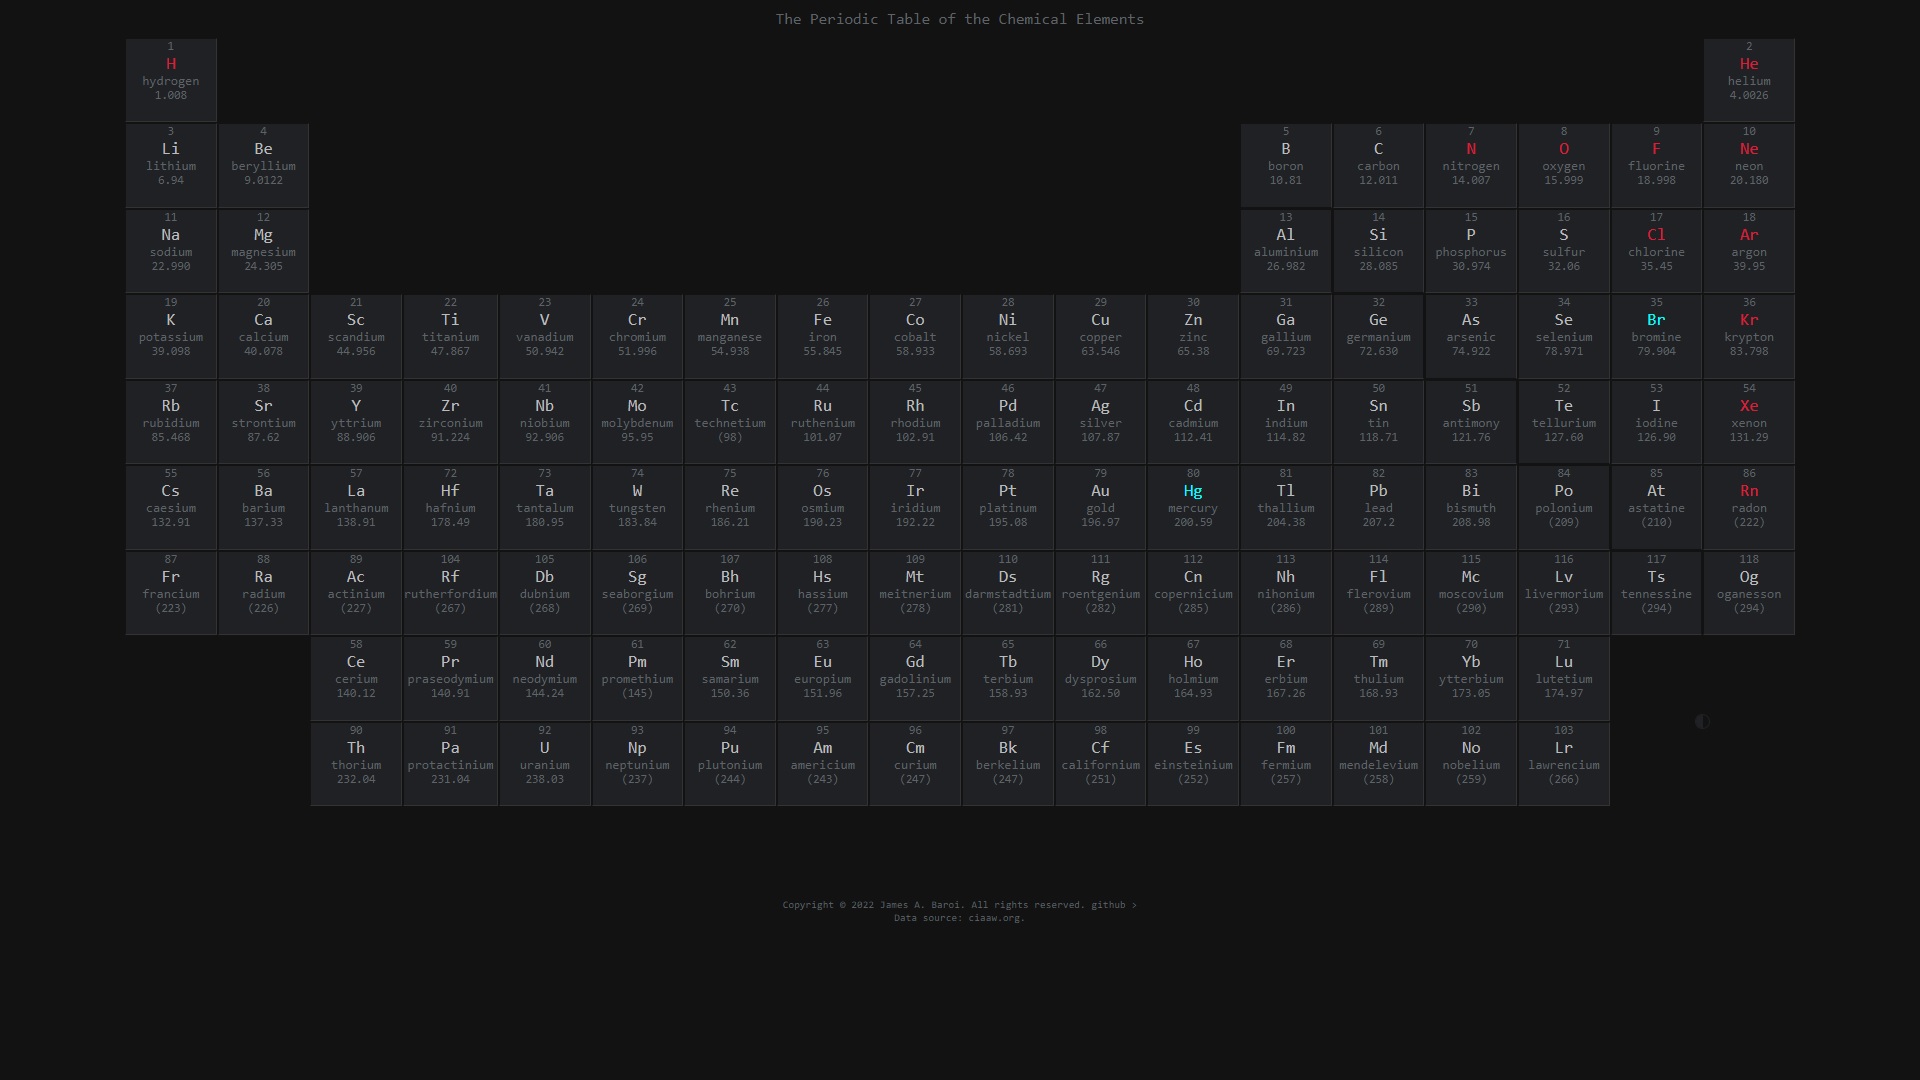 The Periodic Table of the Chemical Elements
1 2
H He
hydrogen helium
1.008 4.0026
3 4 5 6 7 8 9 10
Li Be B C N O F Ne
lithium beryllium boron carbon nitrogen oxygen fluorine neon
6.94 9.0122 10.81 12.011 14.007 15.999 18.998 20.180
11 12 13 14 15 16 17 18
Na Mg Al Si P S Cl Ar
sodium magnesium aluminium silicon phosphorus sulfur chlorine argon
22.990 24.305 26.982 28.085 30.974 32.06 35.45 39.95
19 20 21 22 23 24 25 26 27 28 29 30 31 32 33 34 35 36
K Ca Sc Ti V Cr Mn Fe Co Ni Cu Zn Ga Ge As Se Br Kr
potassium calcium scandium titanium vanadium chromium manganese iron cobalt nickel copper zinc gallium germanium arsenic selenium bromine krypton
39.098 40.078 44.956 47.867 50.942 51.996 54.938 55.845 58.933 58.693 63.546 65.38 69.723 72.630 74.922 78.971 79.904 83.798
37 38 39 40 41 42 43 44 45 46 47 48 49 50 51 52 53 54
Rb Sr Y Zr Nb Mo Tc Ru Rh Pd Ag Cd In Sn Sb Te I Xe
rubidium strontium yttrium zirconium niobium molybdenum technetium ruthenium rhodium palladium silver cadmium indium tin antimony tellurium iodine xenon
85.468 87.62 88.906 91.224 92.906 95.95 (98) 101.07 102.91 106.42 107.87 112.41 114.82 118.71 121.76 127.60 126.90 131.29
55 56 57 72 73 74 75 76 77 78 79 80 81 82 83 84 85 86
Cs Ba La Hf Ta W Re Os Ir Pt Au Hg Tl Pb Bi Po At Rn
caesium barium lanthanum hafnium tantalum tungsten rhenium osmium iridium platinum gold mercury thallium lead bismuth polonium astatine radon
132.91 137.33 138.91 178.49 180.95 183.84 186.21 190.23 192.22 195.08 196.97 200.59 204.38 207.2 208.98 (209) (210) (222)
87 88 89 104 105 106 107 108 109 110 111 112 113 114 115 116 117 118
Fr Ra Ac Rf Db Sg Bh Hs Mt Ds Rg Cn Nh Fl Mc Lv Ts Og
francium radium actinium rutherfordium dubnium seaborgium bohrium hassium meitnerium darmstadtium roentgenium copernicium nihonium flerovium moscovium livermorium tennessine oganesson
(223) (226) (227) (267) (268) (269) (270) (277) (278) (281) (282) (285) (286) (289) (290) (293) (294) (294)
58 59 60 61 62 63 64 65 66 67 68 69 70 71
Ce Pr Nd Pm Sm Eu Gd Tb Dy Ho Er Tm Yb Lu
cerium praseodymium neodymium promethium samarium europium gadolinium terbium dysprosium holmium erbium thulium ytterbium lutetium
140.12 140.91 144.24 (145) 150.36 151.96 157.25 158.93 162.50 164.93 167.26 168.93 173.05 174.97
90 91 92 93 94 95 96 97 98 99 100 101 102 103
Th Pa U Np Pu Am Cm Bk Cf Es Fm Md No Lr
thorium protactinium uranium neptunium plutonium americium curium berkelium californium einsteinium fermium mendelevium nobelium lawrencium
232.04 231.04 238.03 (237) (244) (243) (247) (247) (251) (252) (257) (258) (259) (266)
Copyright © 2022 James A. Baroi. All rights reserved. github >
Data source: ciaaw.org.